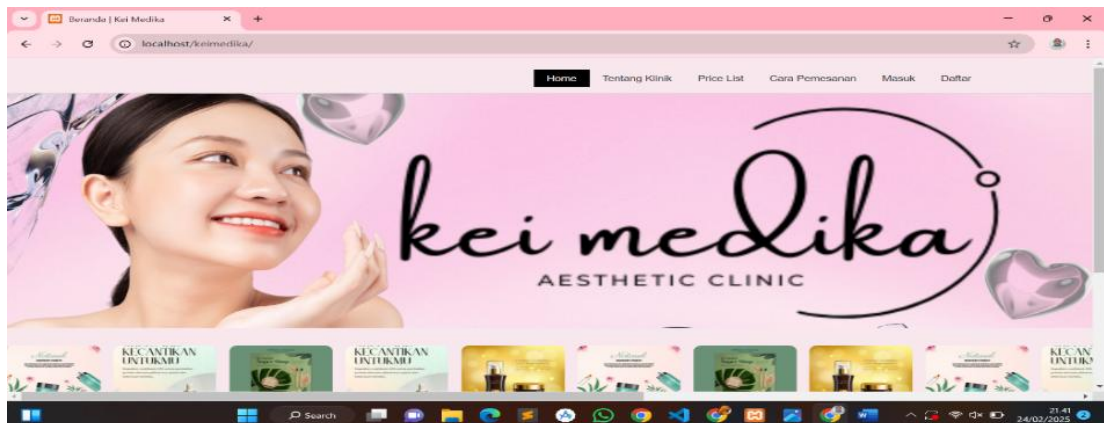 Beranda | Kei Medika
localhost/keimedika/
Home Tentang Klinik Price List Cara Pemesanan Masuk Daftar
kei medika
AESTHETIC CLINIC
KECANTIKAN
UNTUKMU
KECANTIKAN
UNTUKMU
KECAN
UNTUK
Search
21.41
24/02/2025